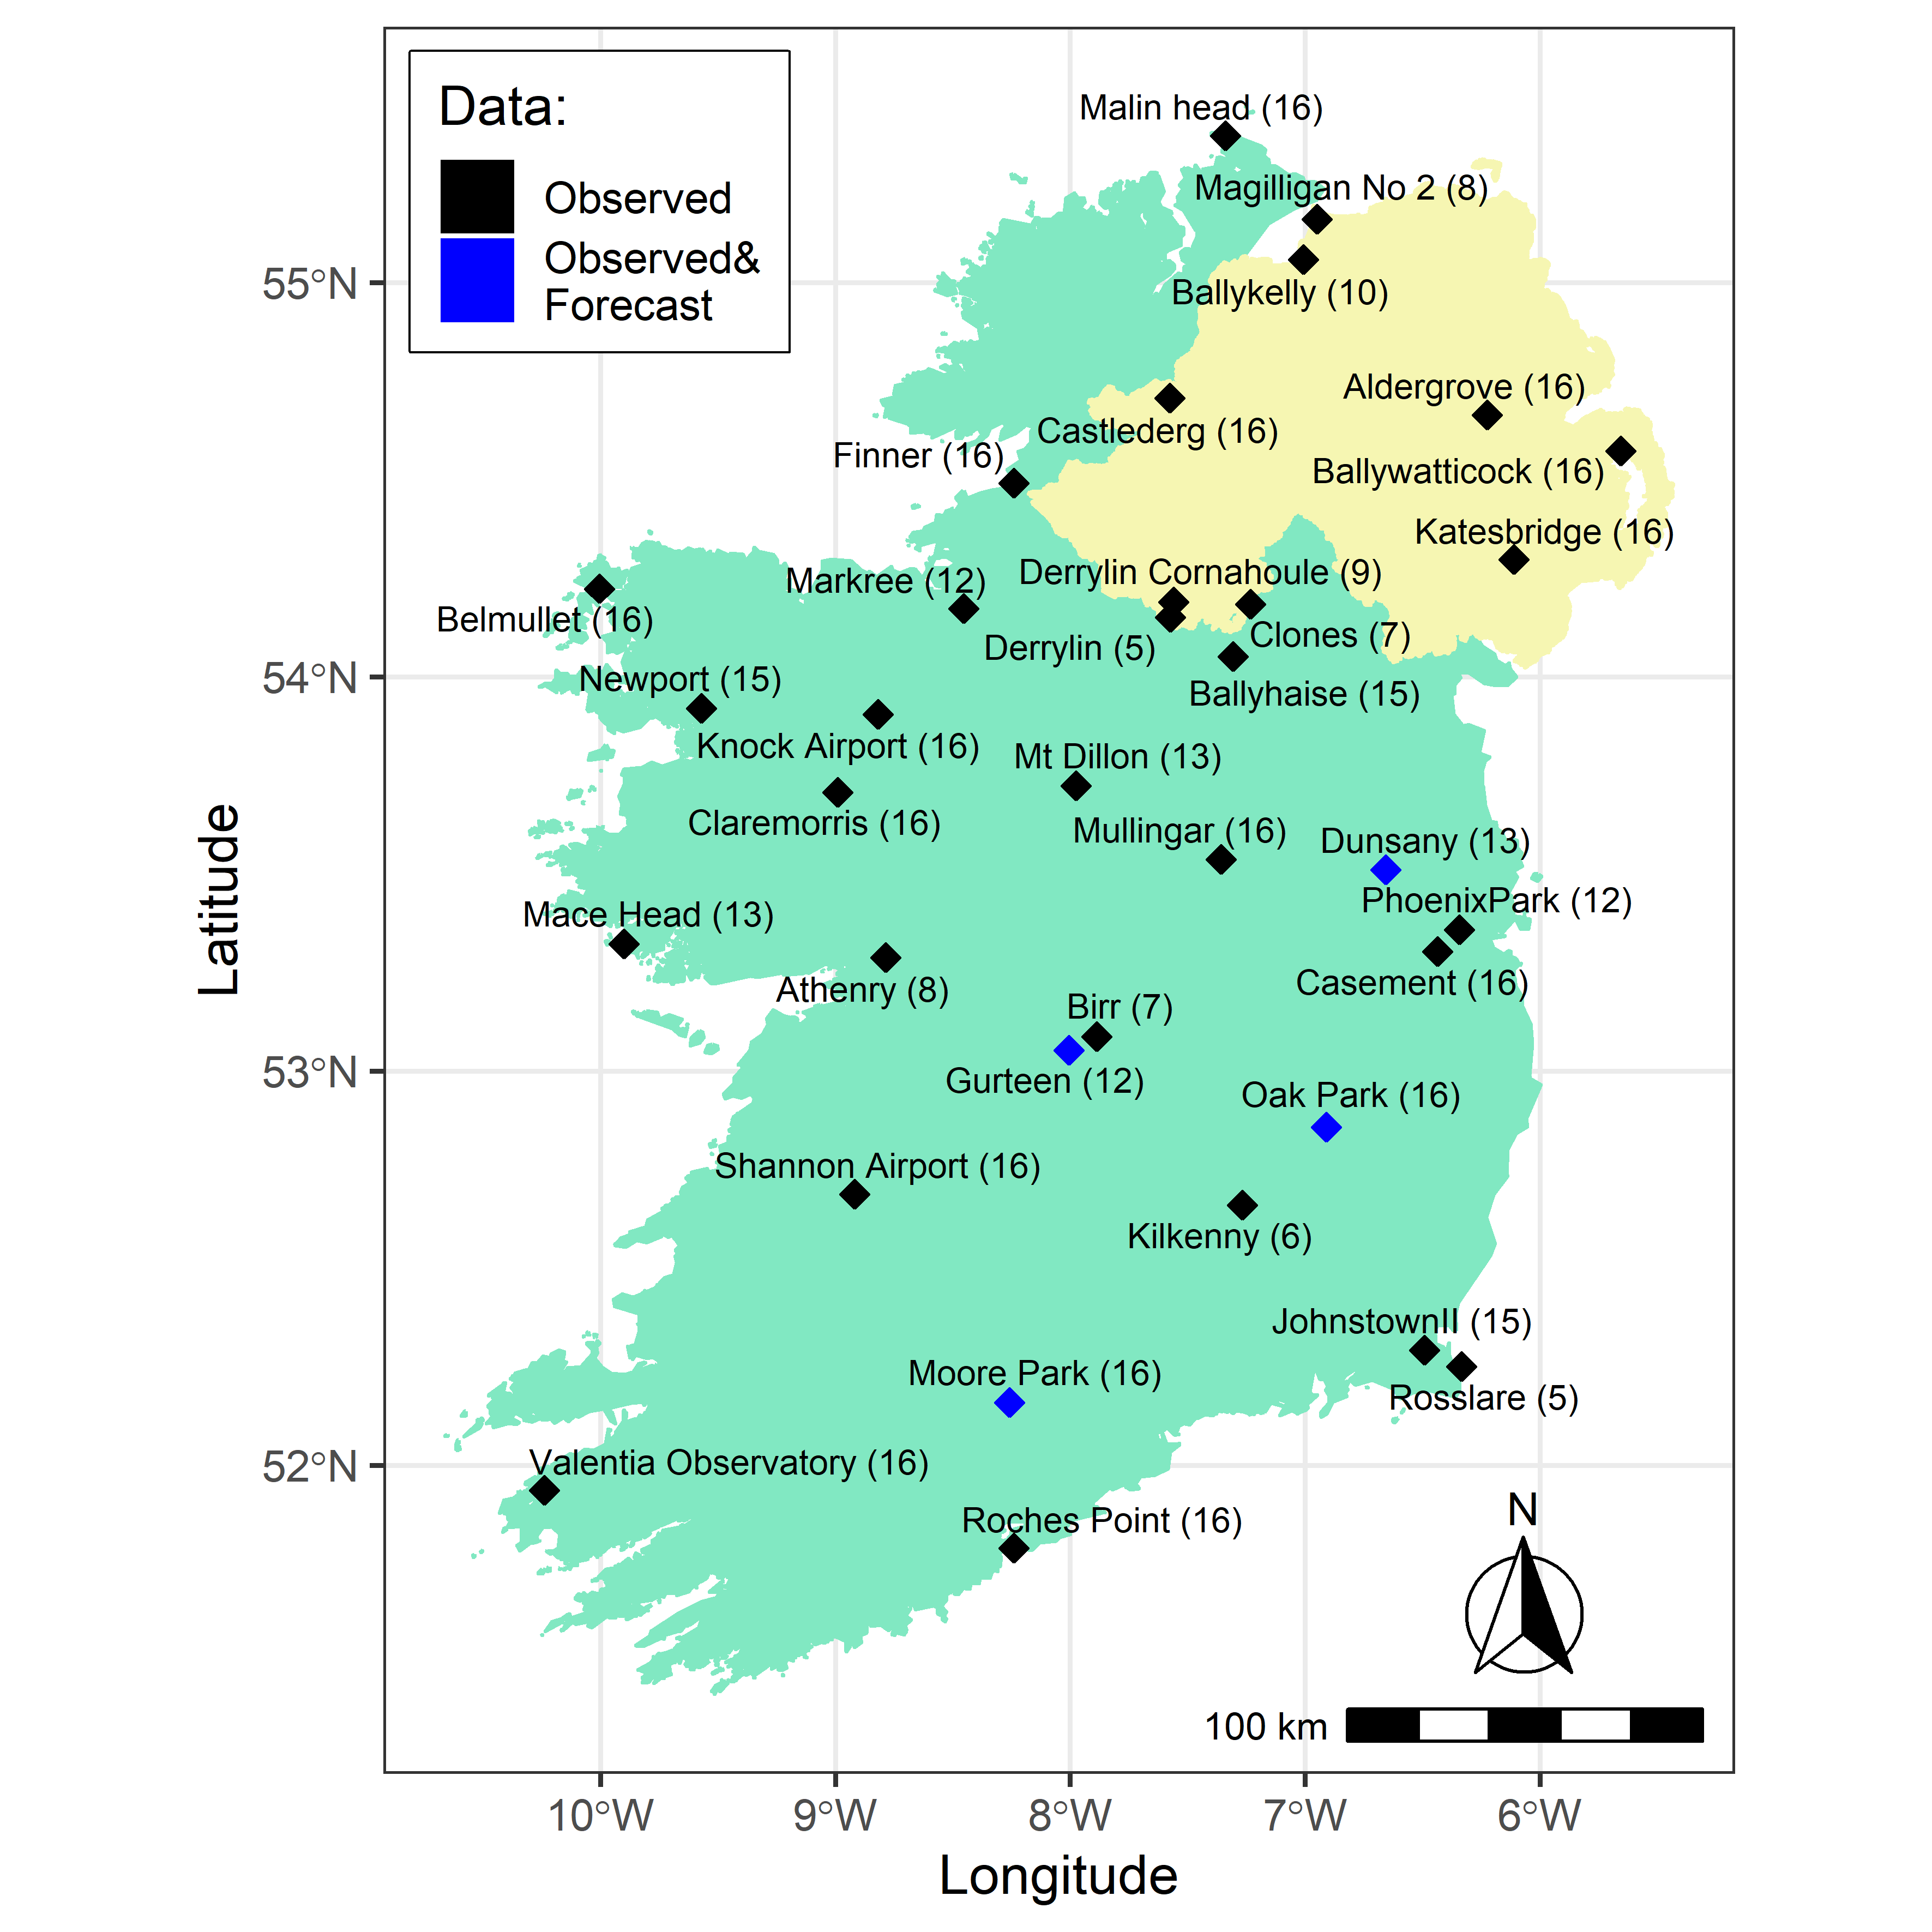 Data:
Observed
Observed&
Forecast
Malin head (16)
Magilligan No 2 (8)
Ballykelly (10)
Aldergrove (16)
Castlederg (16)
Finner (16)
Ballywatticock (16)
Katesbridge (16)
Derrylin Cornahoule (9)
Markree (12)
Belmullet (16)
Clones (7)
Derrylin (5)
Newport (15)
Ballyhaise (15)
Knock Airport (16)
Mt Dillon (13)
Claremorris (16)
Mullingar (16)
Dunsany (13)
PhoenixPark (12)
Mace Head (13)
Casement (16)
Athenry (8)
Birr (7)
Gurteen (12)
Oak Park (16)
Shannon Airport (16)
Kilkenny (6)
JohnstownII (15)
Moore Park (16)
Rosslare (5)
Valentia Observatory (16)
Roches Point (16)
N
100 km
55°N
54°N
53°N
52°N
Latitude
10°W
9°W
8°W
7°W
6°W
Longitude